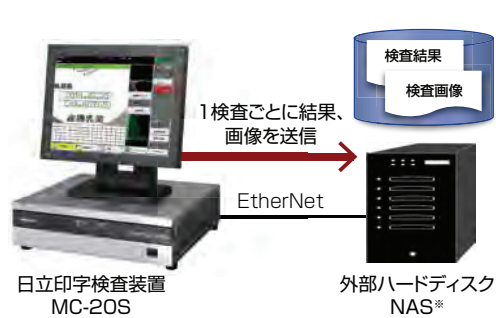 検査結果
検査画像
1検査ごとに結果、
画像を送信
EtherNet
日立印字検査装置
MC-20S
外部ハードディスク
NAS※